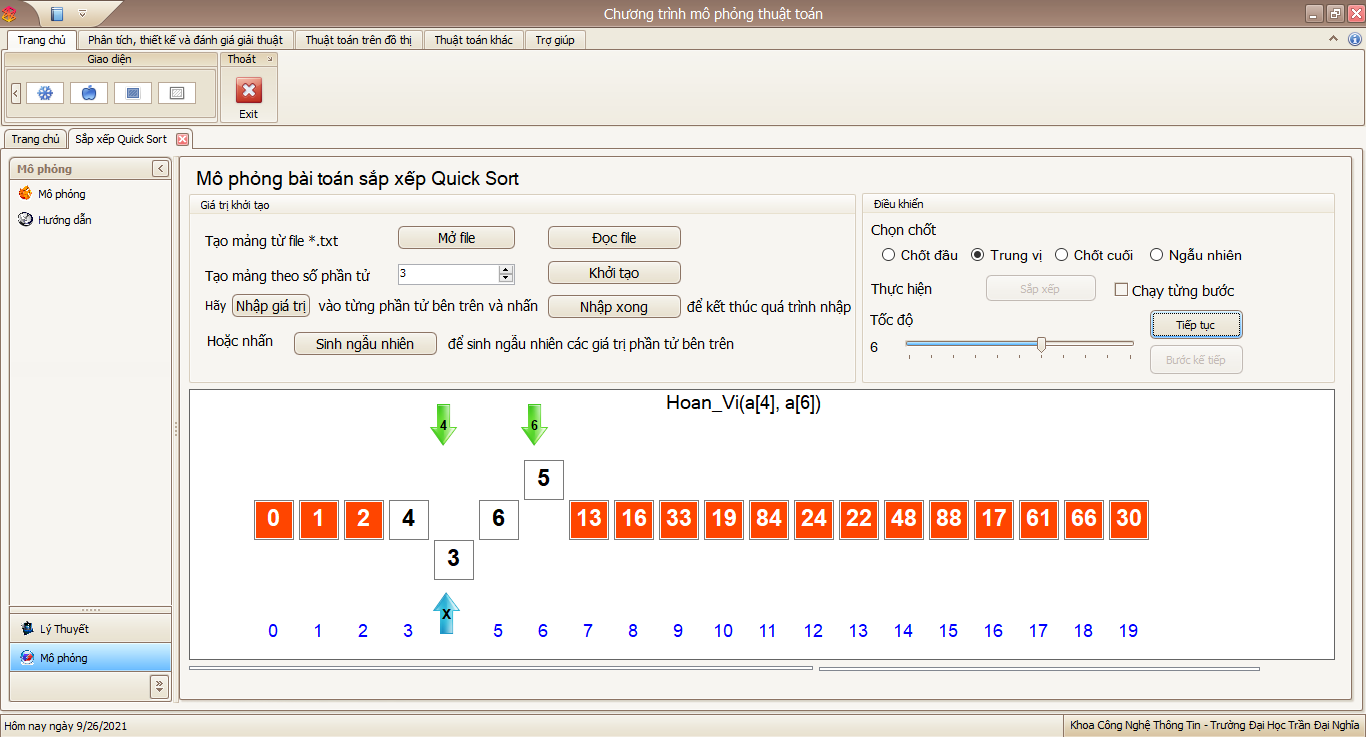 Chương trình mô phỏng thuật toán
Trang chủ Phân tích, thiết kế và đánh giá giải thuật Thuật toán trên đồ thị Thuật toán khác Trợ giúp
Giao diện Thoát
Exit
Trang chủ Sắp xếp Quick Sort
Mô phỏng
Mô phỏng
Hướng dẫn
Mô phỏng bài toán sắp xếp Quick Sort
Giá trị khởi tạo
Tạo mảng từ file *.txt Mở file Đọc file
Tạo mảng theo số phần tử 3 Khởi tạo
Hãy Nhập giá trị vào từng phần tử bên trên và nhấn Nhập xong để kết thúc quá trình nhập
Hoặc nhấn Sinh ngẫu nhiên để sinh ngẫu nhiên các giá trị phần tử bên trên
Điều khiển
Chọn chốt
Chốt đầu Trung vị Chốt cuối Ngẫu nhiên
Thực hiện Sắp xếp Chạy từng bước
Tốc độ Tiếp tục
6 Bước kế tiếp
Hoan_Vi(a[4], a[6])
4 6
5
0 1 2 4 6 13 16 33 19 84 24 22 48 88 17 61 66 30
3
X
0 1 2 3 5 6 7 8 9 10 11 12 13 14 15 16 17 18 19
Lý Thuyết
Mô phỏng
Hôm nay ngày 9/26/2021 Khoa Công Nghệ Thông Tin - Trường Đại Học Trần Đại Nghĩa